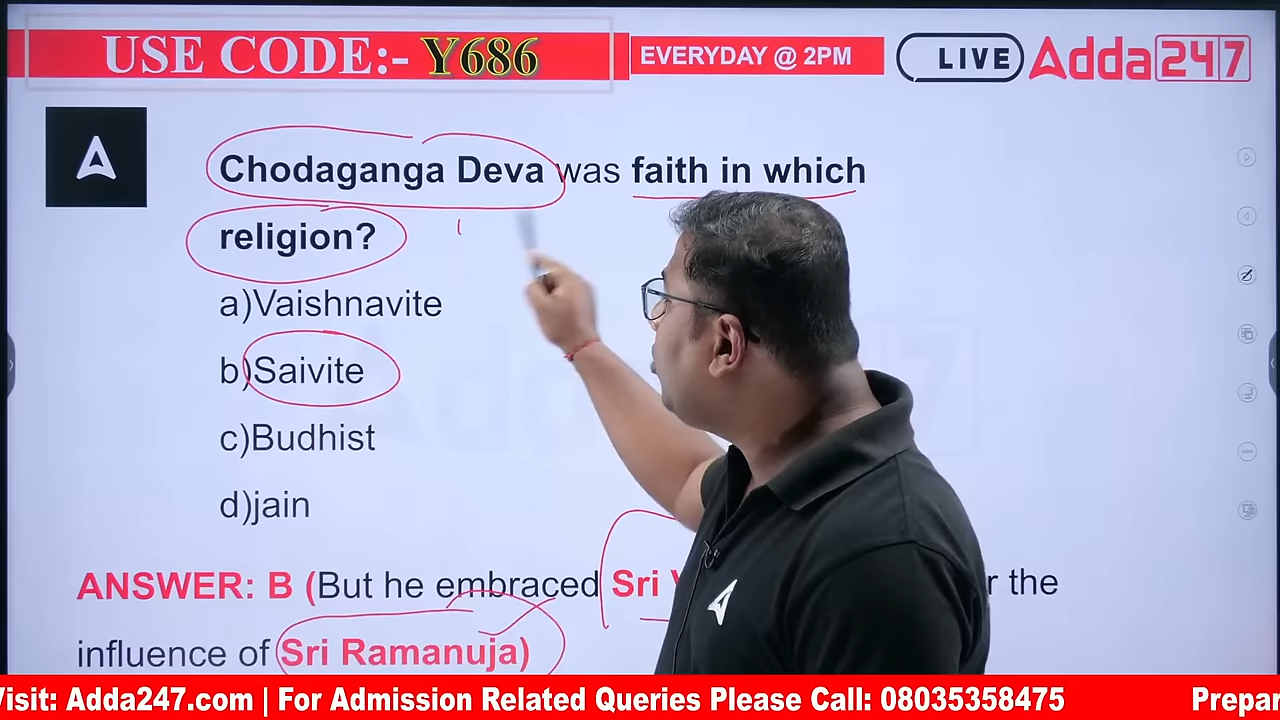 USE CODE:- Y686
EVERYDAY @ 2PM
LIVE
Adda247
Chodaganga Deva was faith in which
religion?
a)Vaishnavite
b)Saivite
c)Budhist
d)jain
ANSWER: B (But he embraced Sri the
influence of Sri Ramanuja)
Visit: Adda247.com | For Admission Related Queries Please Call: 08035358475